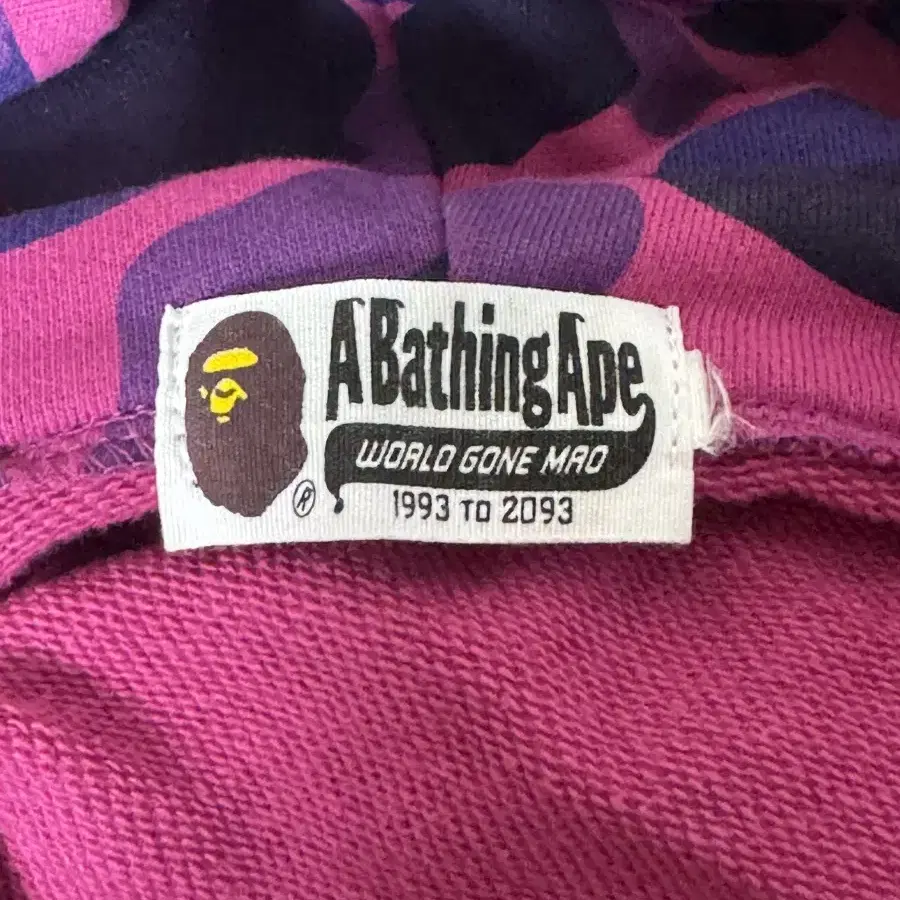 A Bathing Ape
WORLD GONE MAD
1993 TO 2093
®